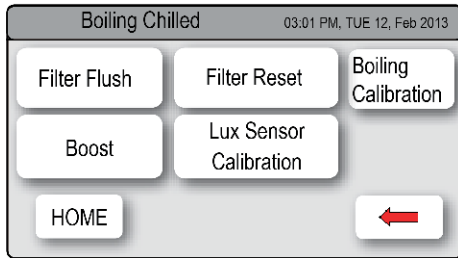 Boiling Chilled 03:01 PM, TUE 12, Feb 2013
Filter Flush Filter Reset Boiling
Calibration
Boost Lux Sensor
Calibration
HOME